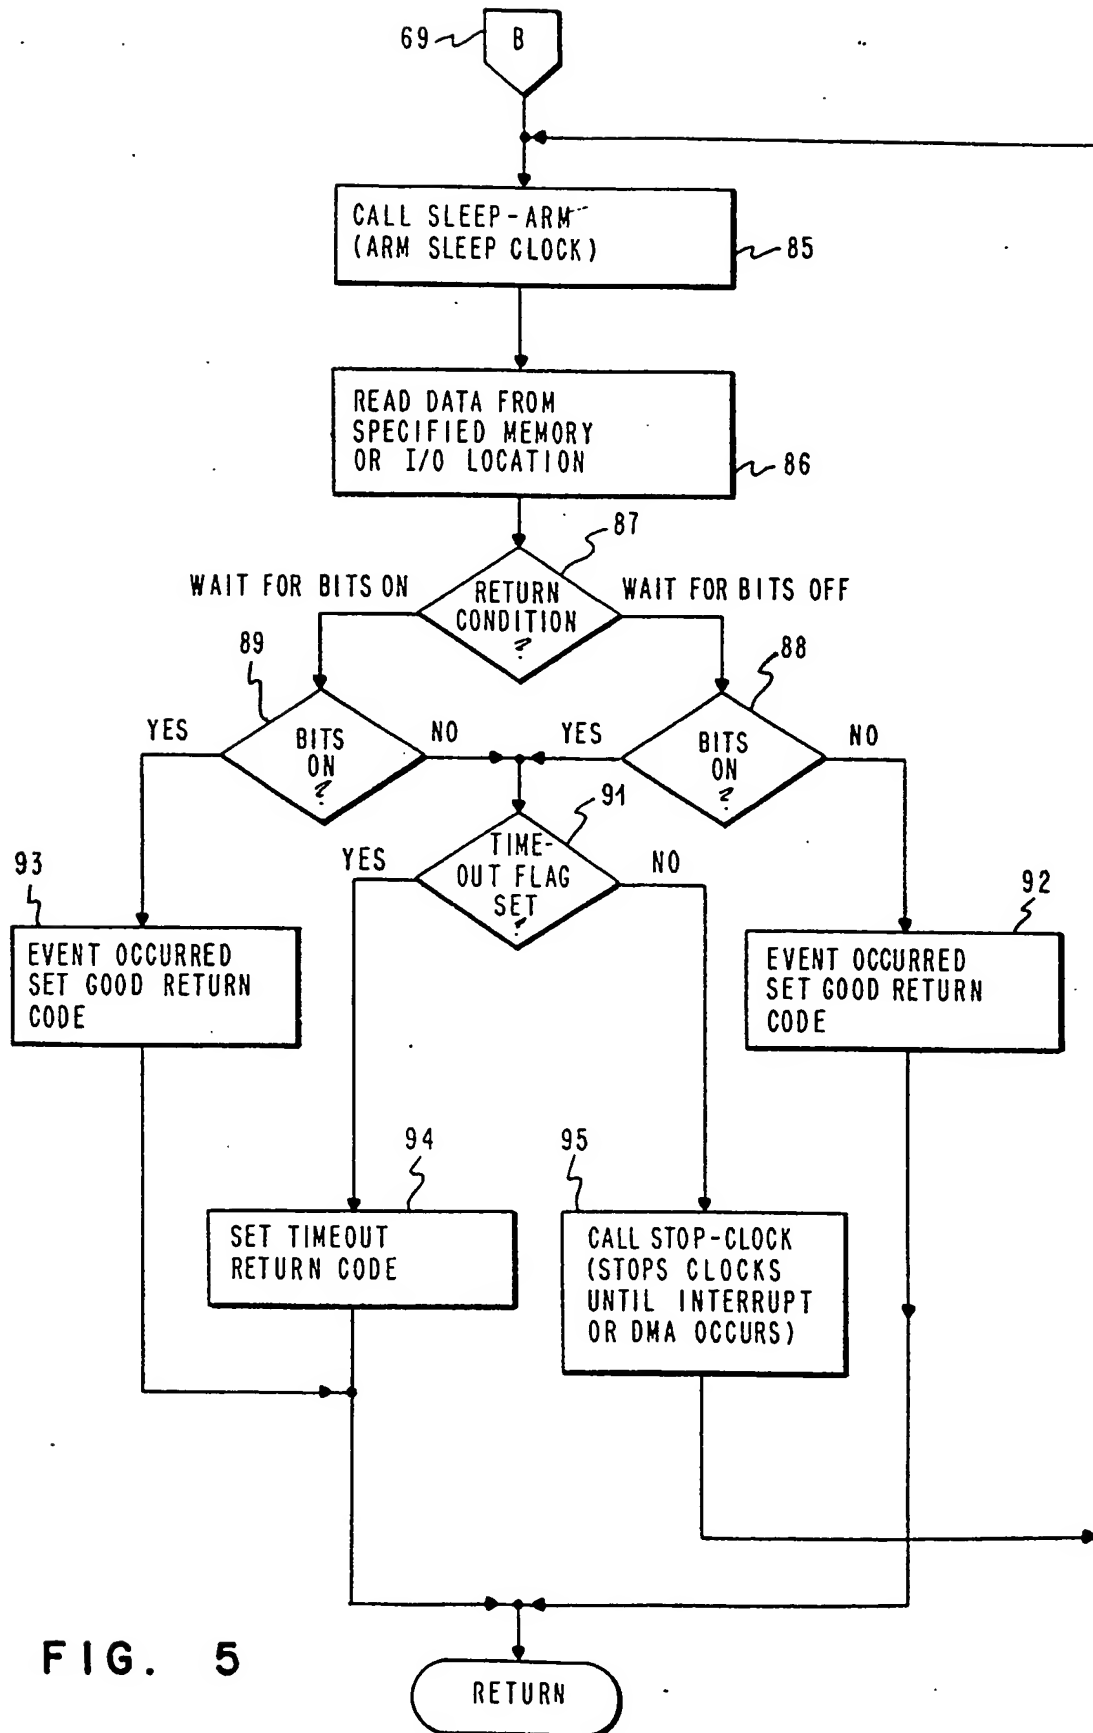 69
B
CALL SLEEP-ARM
(ARM SLEEP CLOCK)
85
READ DATA FROM
SPECIFIED MEMORY
OR I/O LOCATION
86
87
WAIT FOR BITS ON
RETURN
CONDITION
?
WAIT FOR BITS OFF
89
88
YES
BITS
ON
?
NO
YES
BITS
ON
?
NO
91
YES
TIME-
OUT FLAG
SET
?
NO
93
EVENT OCCURRED
SET GOOD RETURN
CODE
92
EVENT OCCURRED
SET GOOD RETURN
CODE
94
SET TIMEOUT
RETURN CODE
95
CALL STOP-CLOCK
(STOPS CLOCKS
UNTIL INTERRUPT
OR DMA OCCURS)
FIG. 5
RETURN